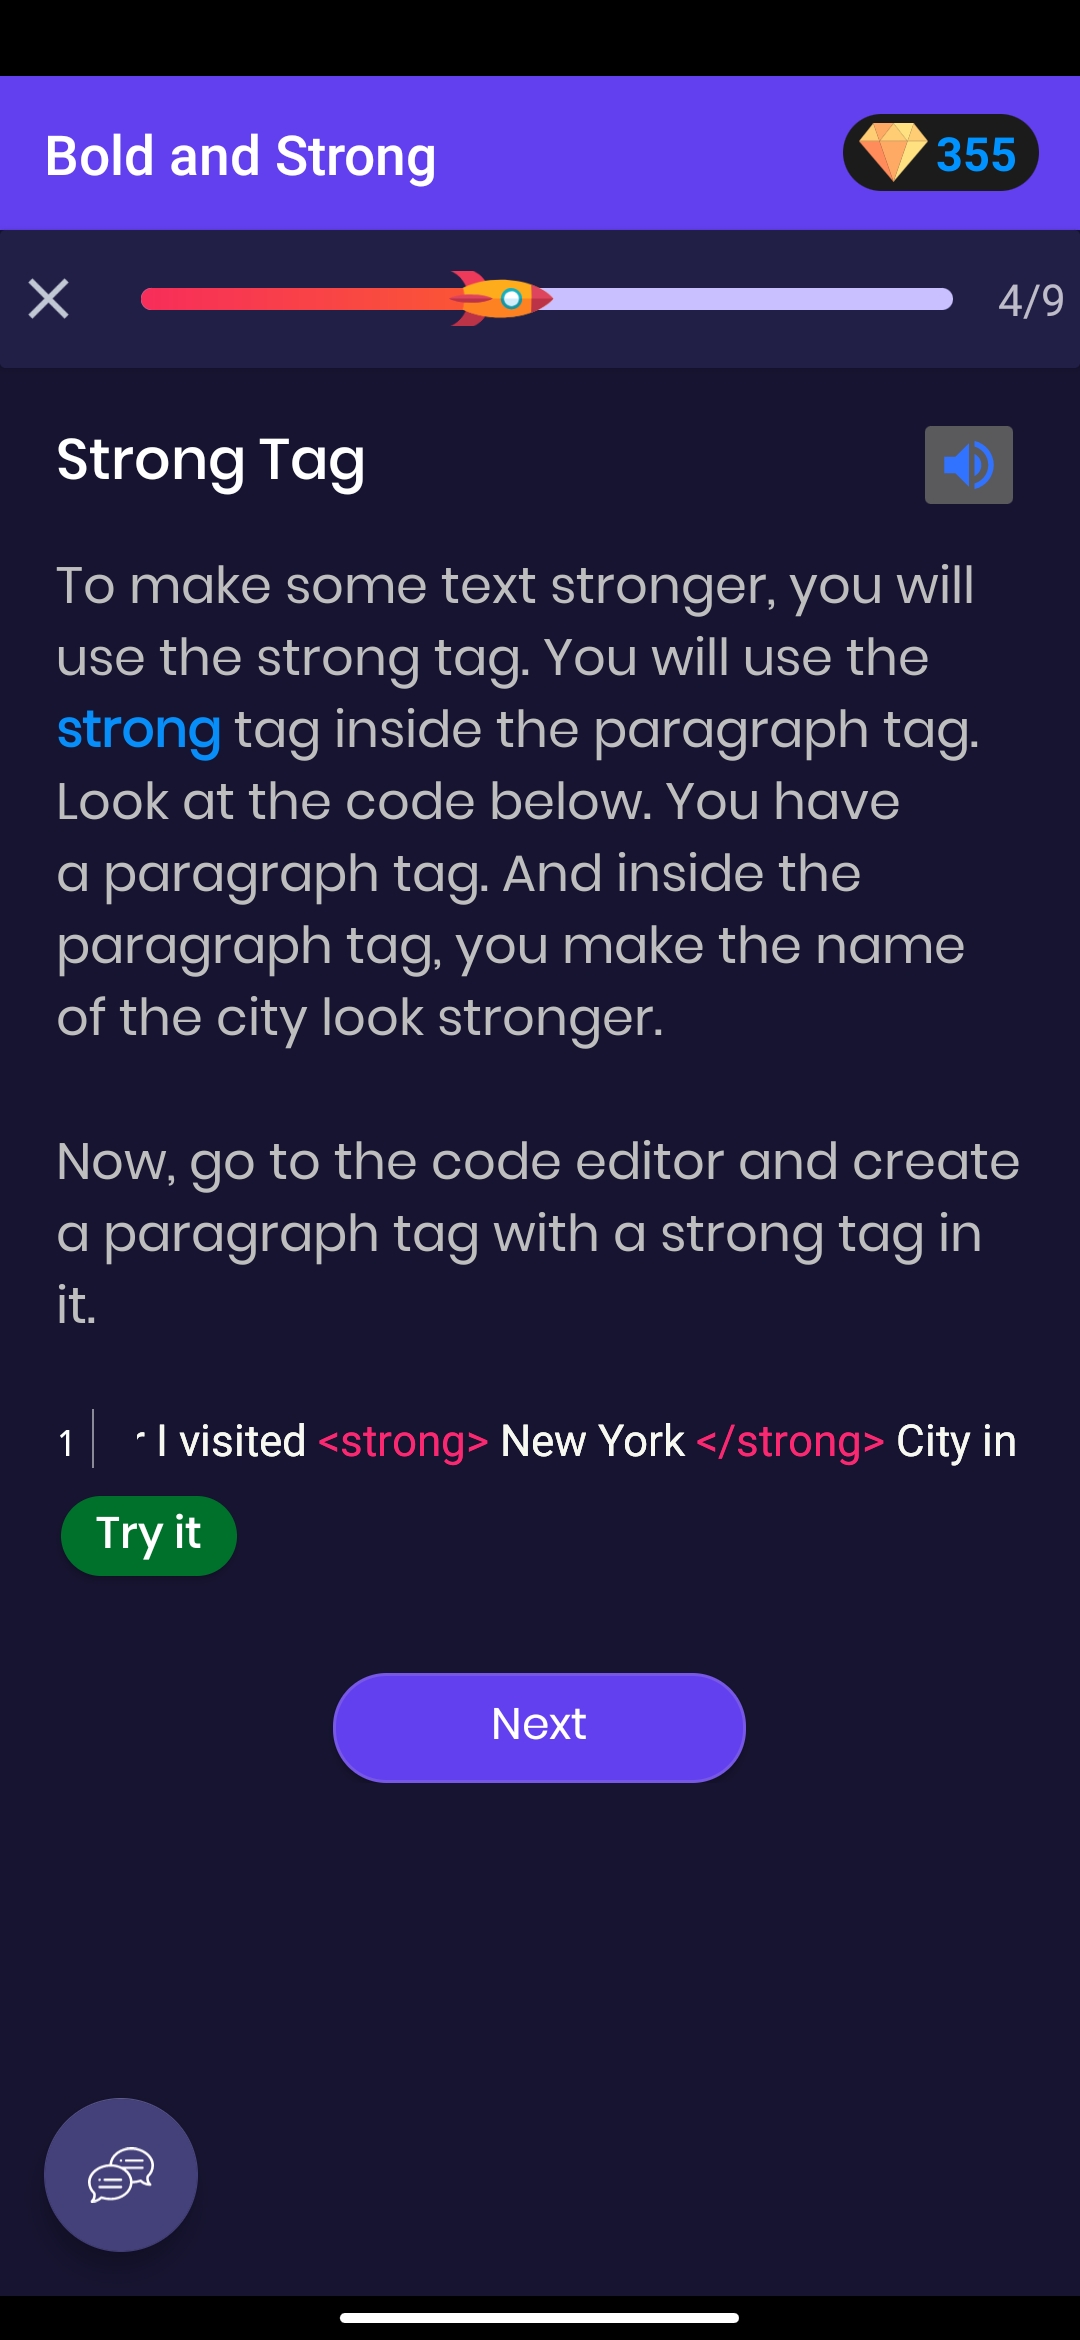 Bold and Strong
355
4/9
Strong Tag
To make some text stronger, you will
use the strong tag. You will use the
strong tag inside the paragraph tag.
Look at the code below. You have
a paragraph tag. And inside the
paragraph tag, you make the name
of the city look stronger.
Now, go to the code editor and create
a paragraph tag with a strong tag in
it.
1 I visited <strong> New York </strong> City in
Try it
Next